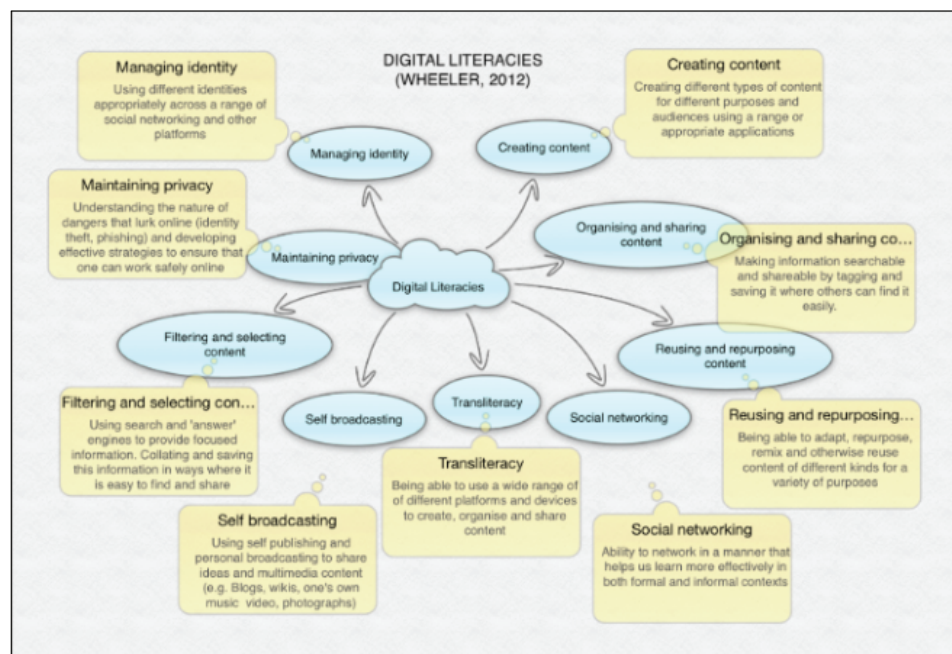 DIGITAL LITERACIES
(WHEELER, 2012)
Managing identity
Using different identities
appropriately across a range of
social networking and other
platforms
Managing identity
Creating content
Creating different types of content
for different purposes and
audiences using a range or
appropriate applications
Creating content
Maintaining privacy
Understanding the nature of
dangers that lurk online (identity
theft, phishing) and developing
effective strategies to ensure that
one can work safely online
Maintaining privacy
Digital Literacies
Organising and sharing
content
Organising and sharing co...
Making information searchable
and shareable by tagging and
saving it where others can find it
easily.
Filtering and selecting
content
Filtering and selecting con...
Using search and 'answer'
engines to provide focused
information. Collating and saving
this information in ways where it
is easy to find and share
Self broadcasting
Self broadcasting
Using self publishing and
personal broadcasting to share
ideas and multimedia content
(e.g. Blogs, wikis, one's own
music video, photographs)
Transliteracy
Transliteracy
Being able to use a wide range of
of different platforms and devices
to create, organise and share
content
Social networking
Social networking
Ability to network in a manner that
helps us learn more effectively in
both formal and informal contexts
Reusing and repurposing
content
Reusing and repurposing...
Being able to adapt, repurpose,
remix and otherwise reuse
content of different kinds for a
variety of purposes